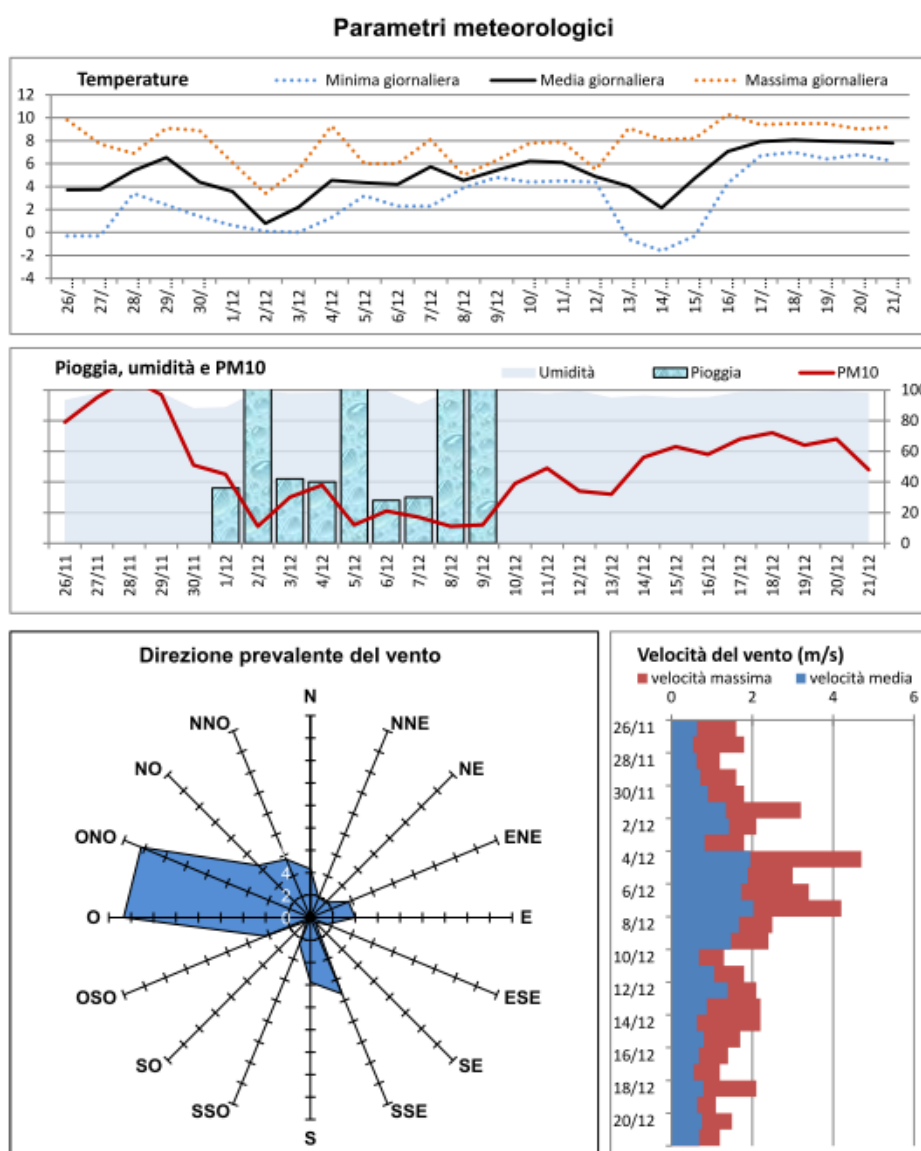 Parametri meteorologici
Temperature Minima giornaliera Media giornaliera Massima giornaliera
12
10
8
6
4
2
0
-2
-4
26/... 27/... 28/... 29/... 30/... 1/12 2/12 3/12 4/12 5/12 6/12 7/12 8/12 9/12 10/... 11/... 12/... 13/... 14/... 15/... 16/... 17/... 18/... 19/... 20/... 21/...
Pioggia, umidità e PM10 Umidità Pioggia PM10
100
80
60
40
20
0
26/11 27/11 28/11 29/11 30/11 1/12 2/12 3/12 4/12 5/12 6/12 7/12 8/12 9/12 10/12 11/12 12/12 13/12 14/12 15/12 16/12 17/12 18/12 19/12 20/12 21/12
Direzione prevalente del vento
N
NNO NNE
NO NE
ONO ENE
4
2
O 0 E
OSO ESE
SO SE
SSO SSE
S
Velocità del vento (m/s)
velocità massima velocità media
0 2 4 6
26/11
28/11
30/11
2/12
4/12
6/12
8/12
10/12
12/12
14/12
16/12
18/12
20/12